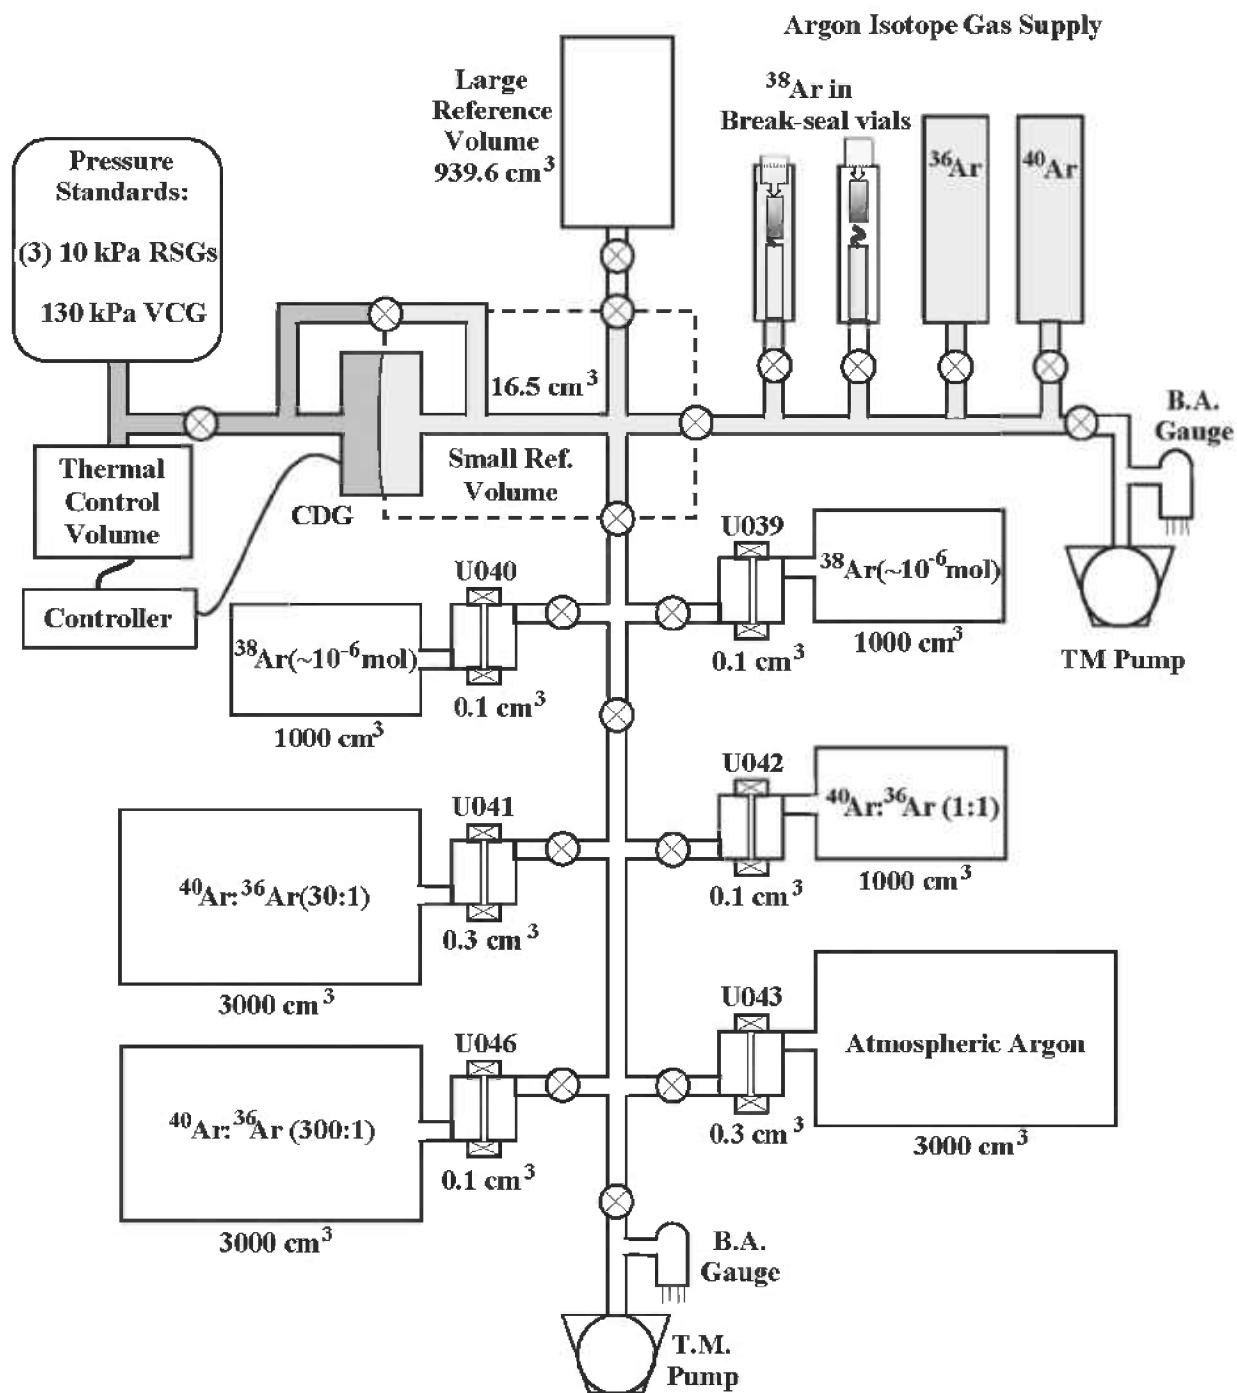 Argon Isotope Gas Supply
Large
Reference
Volume
939.6 cm³
³⁸Ar in
Break-seal vials
³⁶Ar
⁴⁰Ar
Pressure
Standards:
(3) 10 kPa RSGs
130 kPa VCG
16.5 cm³
B.A.
Gauge
Thermal
Control
Volume
Small Ref.
Volume
CDG
Controller
TM Pump
U039
³⁸Ar(~10⁻⁶mol)
0.1 cm³
1000 cm³
U040
³⁸Ar(~10⁻⁶mol)
0.1 cm³
1000 cm³
U042
⁴⁰Ar:³⁶Ar (1:1)
0.1 cm³
1000 cm³
U041
⁴⁰Ar:³⁶Ar(30:1)
0.3 cm³
3000 cm³
U043
Atmospheric Argon
0.3 cm³
3000 cm³
U046
⁴⁰Ar:³⁶Ar (300:1)
0.1 cm³
3000 cm³
B.A.
Gauge
T.M.
Pump